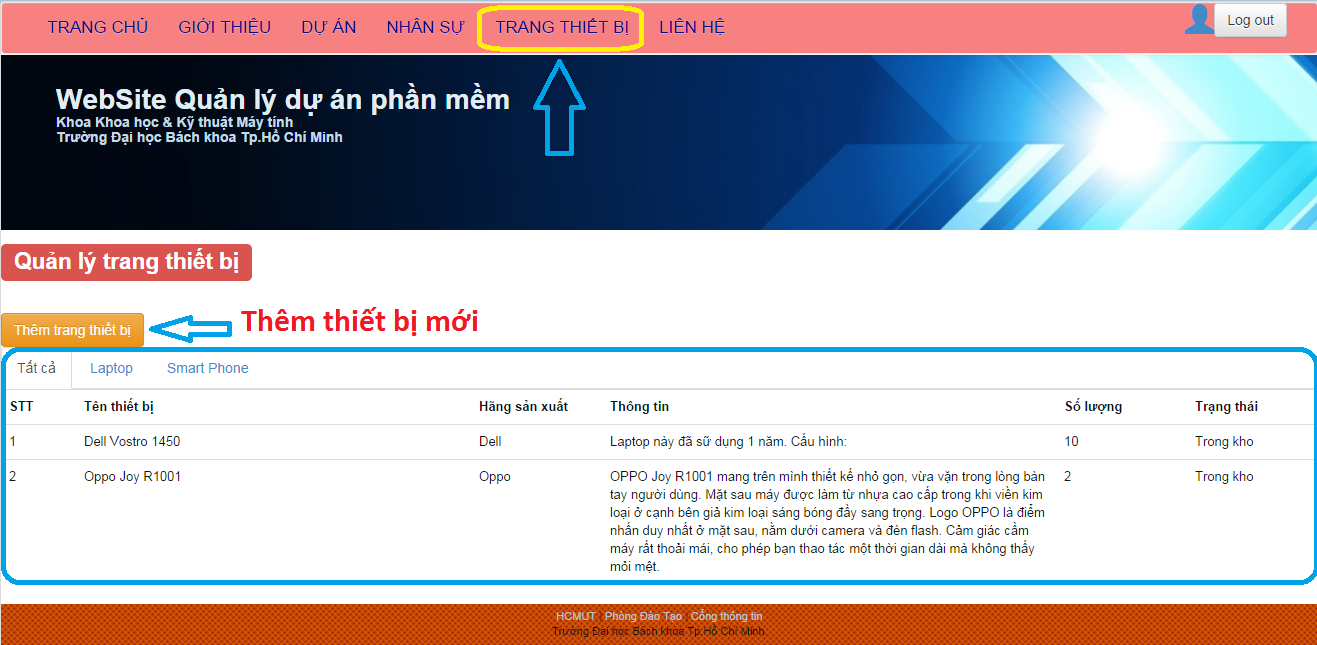 TRANG CHỦ GIỚI THIỆU DỰ ÁN NHÂN SỰ TRANG THIẾT BỊ LIÊN HỆ Log out
WebSite Quản lý dự án phần mềm
Khoa Khoa học & Kỹ thuật Máy tính
Trường Đại học Bách khoa Tp.Hồ Chí Minh
Quản lý trang thiết bị
Thêm trang thiết bị Thêm thiết bị mới
Tất cả Laptop Smart Phone
STT Tên thiết bị Hãng sản xuất Thông tin Số lượng Trạng thái
1 Dell Vostro 1450 Dell Laptop này đã sữ dụng 1 năm. Cấu hình: 10 Trong kho
2 Oppo Joy R1001 Oppo OPPO Joy R1001 mang trên mình thiết kế nhỏ gọn, vừa vặn trong lòng bàn 2 Trong kho
tay người dùng. Mặt sau máy được làm từ nhựa cao cấp trong khi viền kim
loại ở cạnh bên giả kim loại sáng bóng đầy sang trọng. Logo OPPO là điểm
nhấn duy nhất ở mặt sau, nằm dưới camera và đèn flash. Cảm giác cầm
máy rất thoải mái, cho phép bạn thao tác một thời gian dài mà không thấy
mỏi mệt.
HCMUT | Phòng Đào Tạo | Cổng thông tin
Trường Đại học Bách khoa Tp.Hồ Chí Minh.